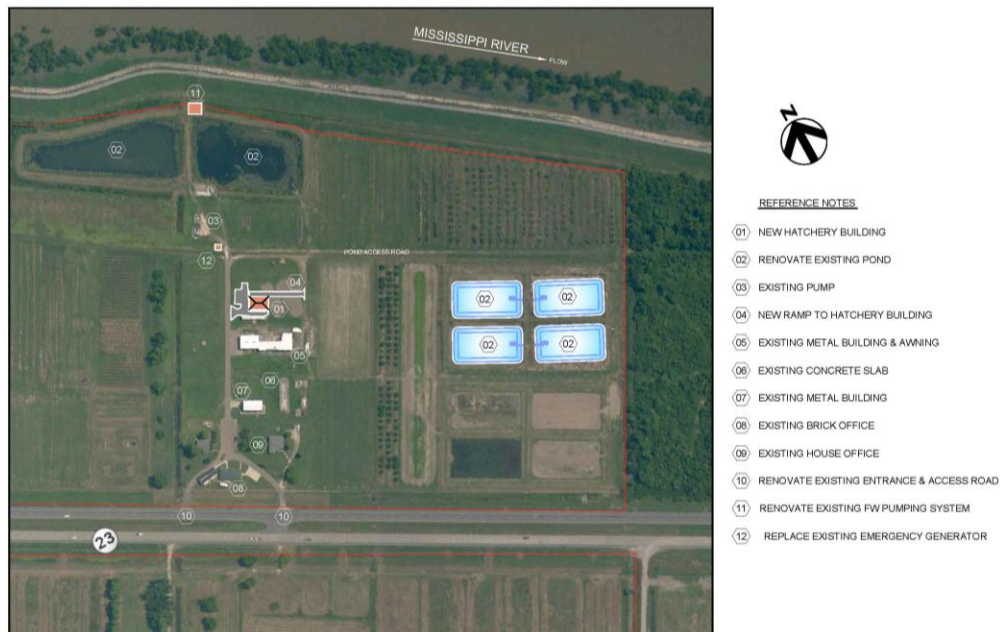 MISSISSIPPI RIVER
FLOW
11
02
02
03
12
POND ACCESS ROAD
04
01
02
02
05
02
02
06
07
09
08
10
10
23
N
REFERENCE NOTES
01 NEW HATCHERY BUILDING
02 RENOVATE EXISTING POND
03 EXISTING PUMP
04 NEW RAMP TO HATCHERY BUILDING
05 EXISTING METAL BUILDING & AWNING
06 EXISTING CONCRETE SLAB
07 EXISTING METAL BUILDING
08 EXISTING BRICK OFFICE
09 EXISTING HOUSE OFFICE
10 RENOVATE EXISTING ENTRANCE & ACCESS ROAD
11 RENOVATE EXISTING FW PUMPING SYSTEM
12 REPLACE EXISTING EMERGENCY GENERATOR